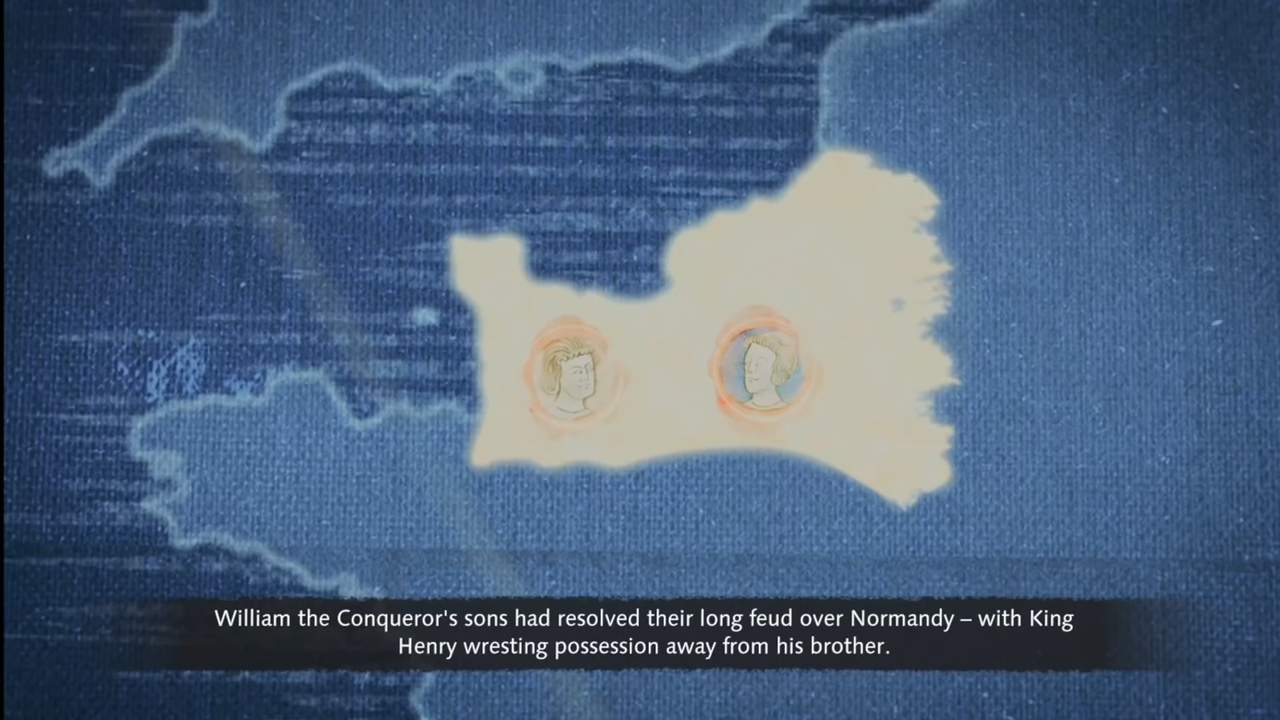 William the Conqueror's sons had resolved their long feud over Normandy – with King
Henry wresting possession away from his brother.